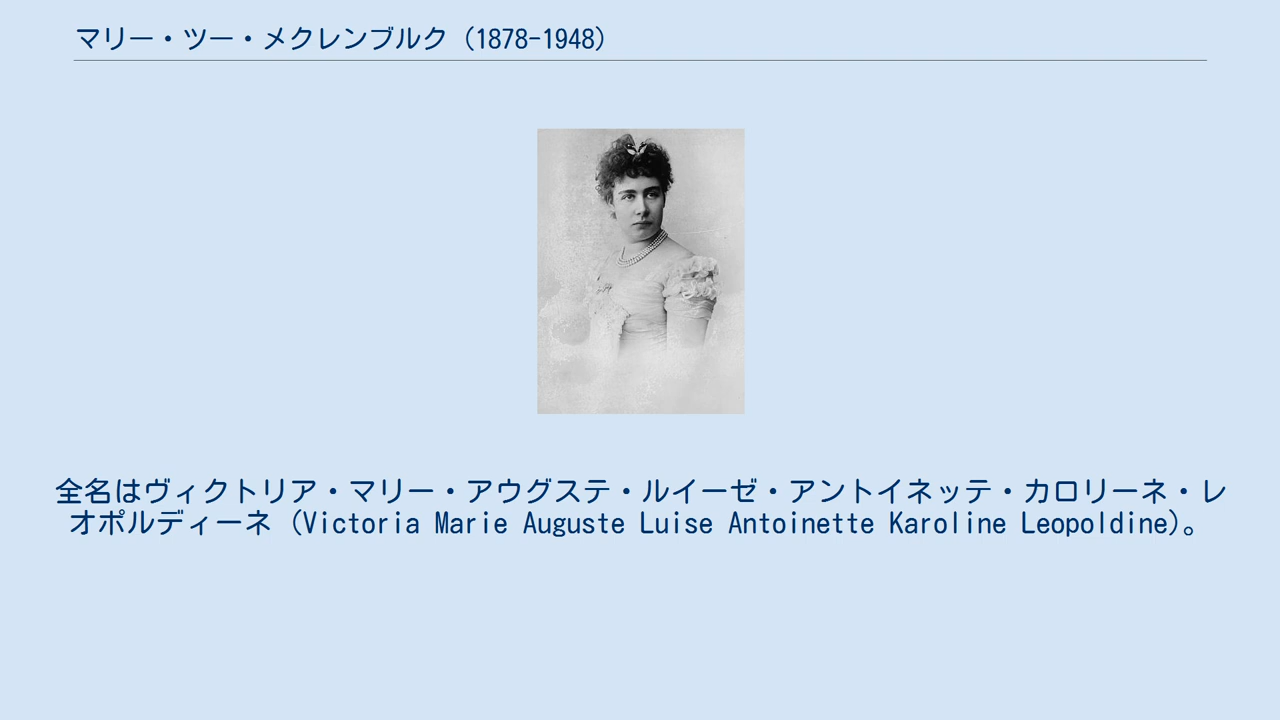 マリー・ツー・メクレンブルク (1878-1948)
全名はヴィクトリア・マリー・アウグステ・ルイーゼ・アントイネッテ・カロリーネ・レ
オポルディーネ (Victoria Marie Auguste Luise Antoinette Karoline Leopoldine)。